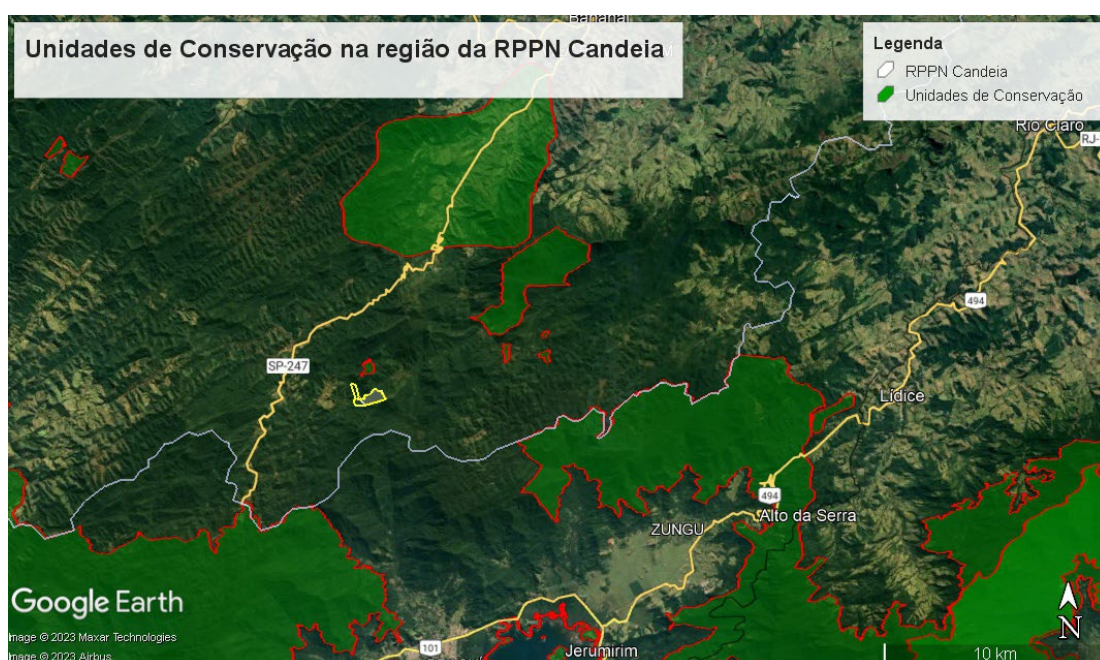 Bananal
Unidades de Conservação na região da RPPN Candeia
Legenda
RPPN Candeia
Unidades de Conservação
Rio Claro
RJ-
494
SP-247
Lídice
494
Alto da Serra
ZUNGU
Google Earth
N
Image © 2023 Maxar Technologies
101
Jerumirim
10 km
Image © 2023 Airbus